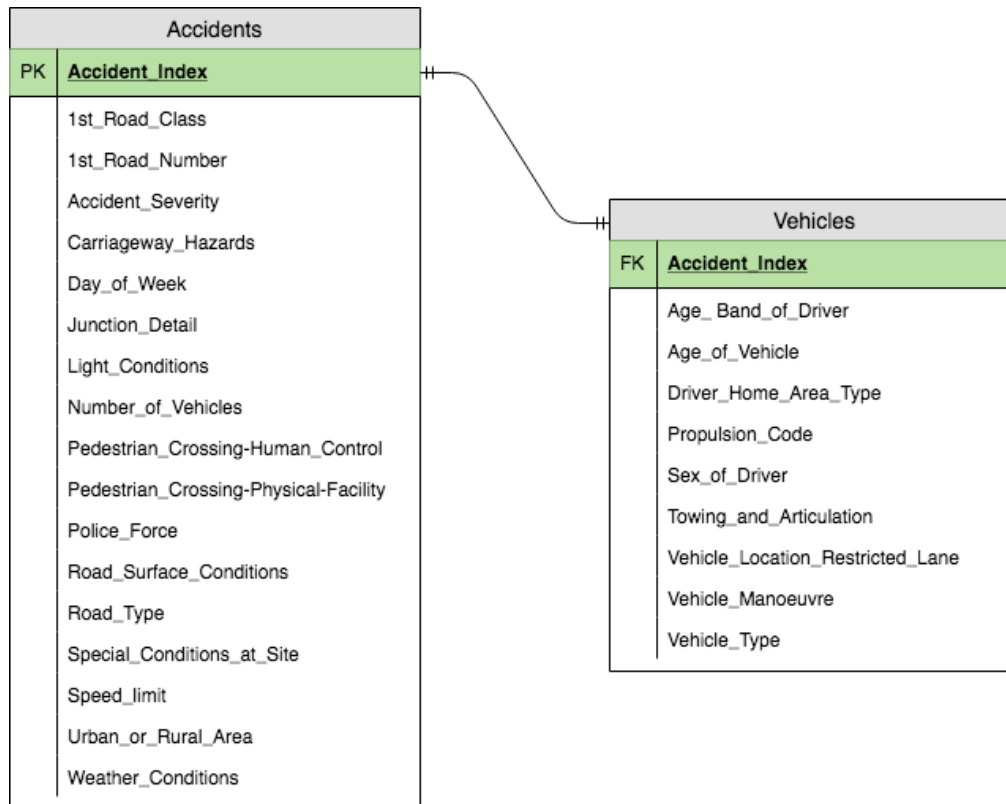 Accidents
PK Accident_Index
1st_Road_Class
1st_Road_Number
Accident_Severity
Carriageway_Hazards
Day_of_Week
Junction_Detail
Light_Conditions
Number_of_Vehicles
Pedestrian_Crossing-Human_Control
Pedestrian_Crossing-Physical-Facility
Police_Force
Road_Surface_Conditions
Road_Type
Special_Conditions_at_Site
Speed_limit
Urban_or_Rural_Area
Weather_Conditions
Vehicles
FK Accident_Index
Age_ Band_of_Driver
Age_of_Vehicle
Driver_Home_Area_Type
Propulsion_Code
Sex_of_Driver
Towing_and_Articulation
Vehicle_Location_Restricted_Lane
Vehicle_Manoeuvre
Vehicle_Type